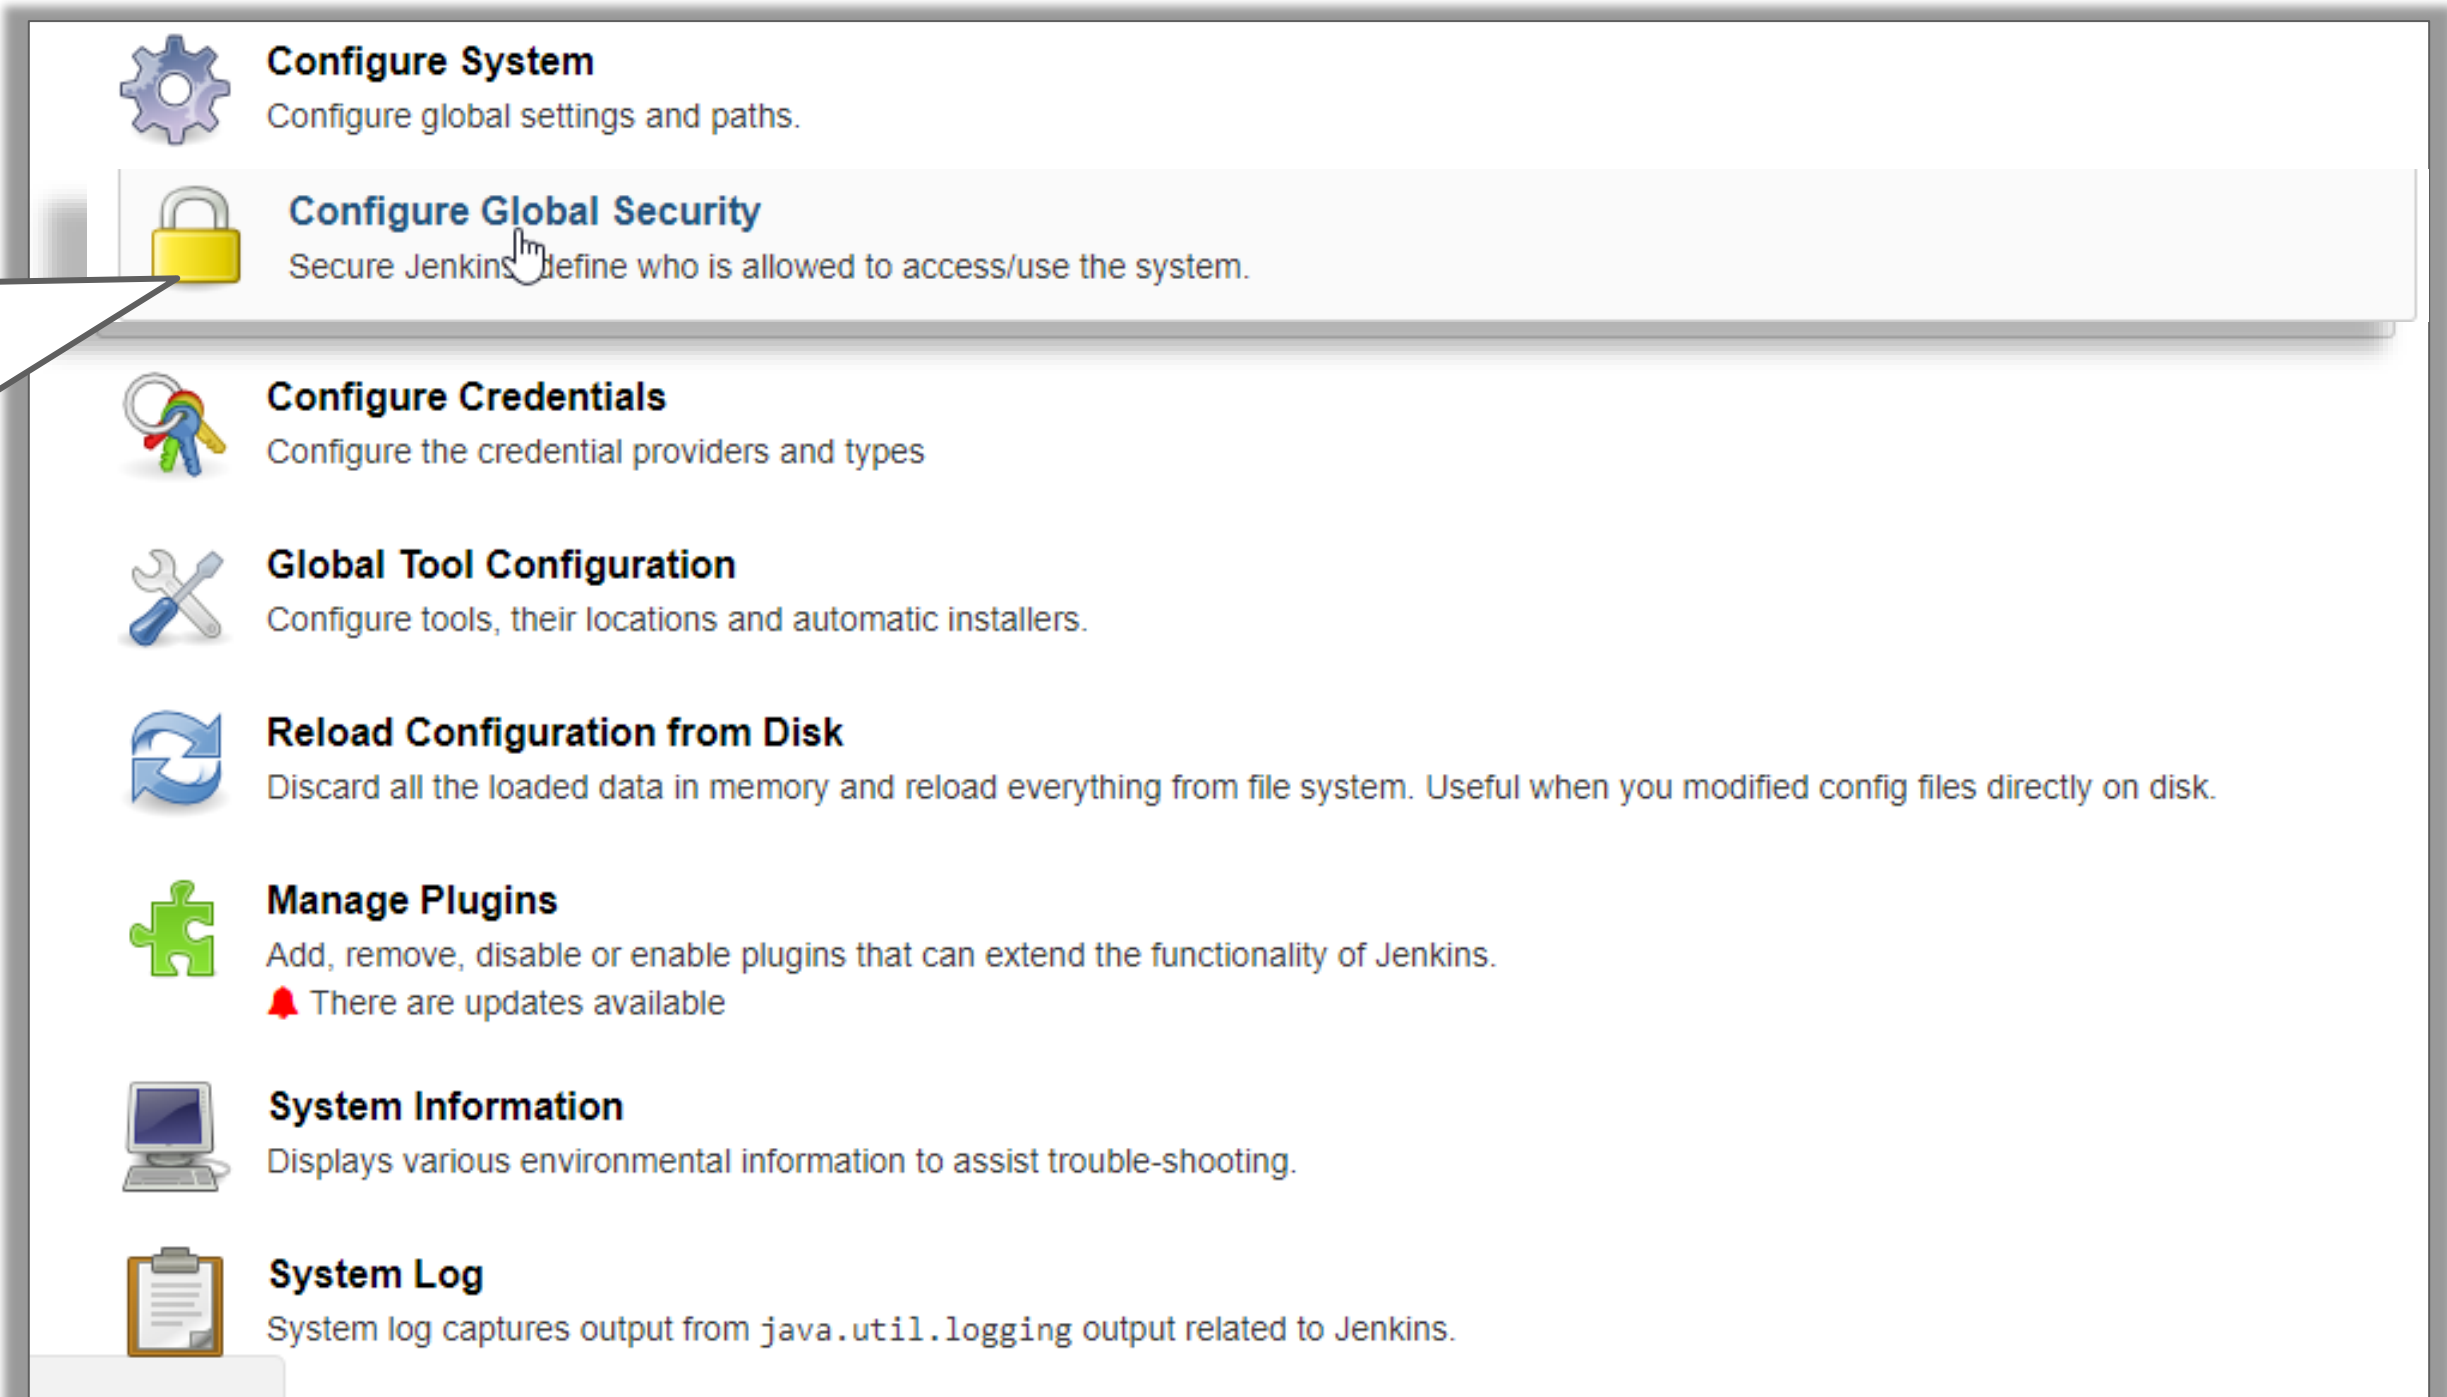 Configure System
Configure global settings and paths.
Configure Global Security
Secure Jenkins define who is allowed to access/use the system.
Configure Credentials
Configure the credential providers and types
Global Tool Configuration
Configure tools, their locations and automatic installers.
Reload Configuration from Disk
Discard all the loaded data in memory and reload everything from file system. Useful when you modified config files directly on disk.
Manage Plugins
Add, remove, disable or enable plugins that can extend the functionality of Jenkins.
There are updates available
System Information
Displays various environmental information to assist trouble-shooting.
System Log
System log captures output from java.util.logging output related to Jenkins.